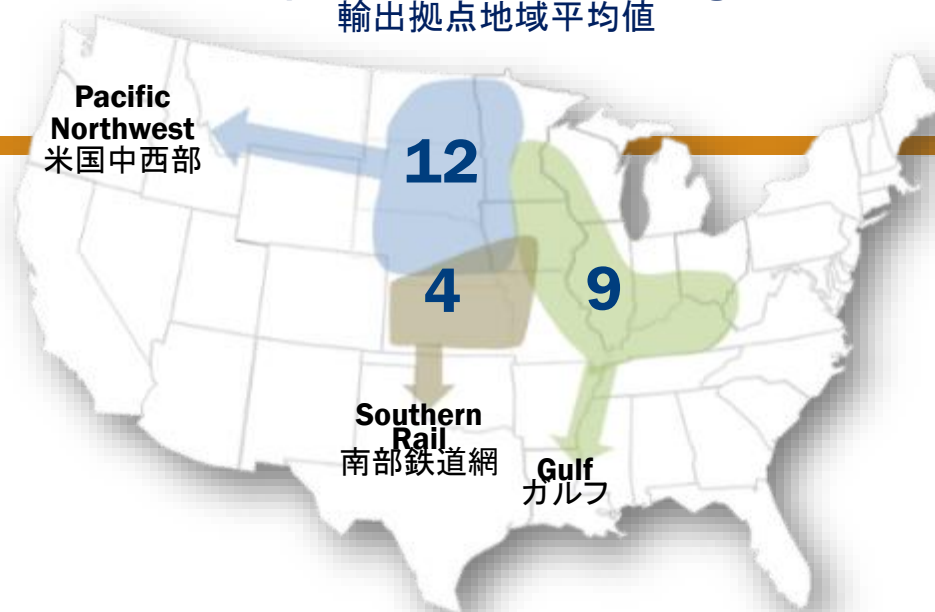 輸出拠点地域平均値
Pacific
Northwest
米国中西部
12
4
9
Southern
Rail
南部鉄道網
Gulf
ガルフ